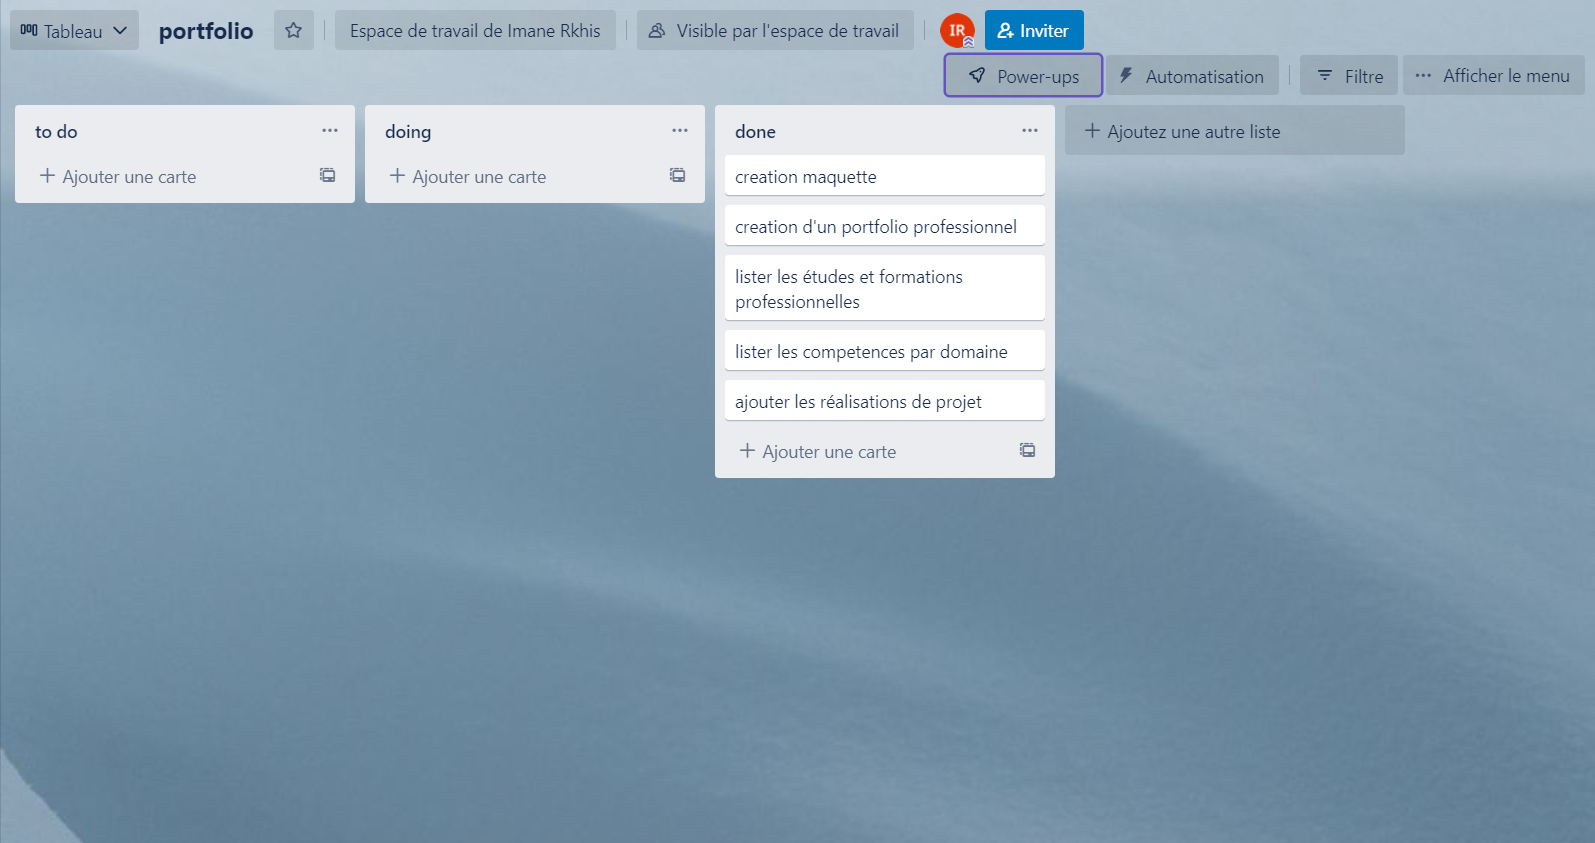 Tableau
portfolio
Espace de travail de Imane Rkhis
Visible par l'espace de travail
IR
Inviter
Power-ups
Automatisation
Filtre
Afficher le menu
to do
Ajouter une carte
doing
Ajouter une carte
done
creation maquette
creation d'un portfolio professionnel
lister les études et formations
professionnelles
lister les competences par domaine
ajouter les réalisations de projet
Ajouter une carte
Ajoutez une autre liste